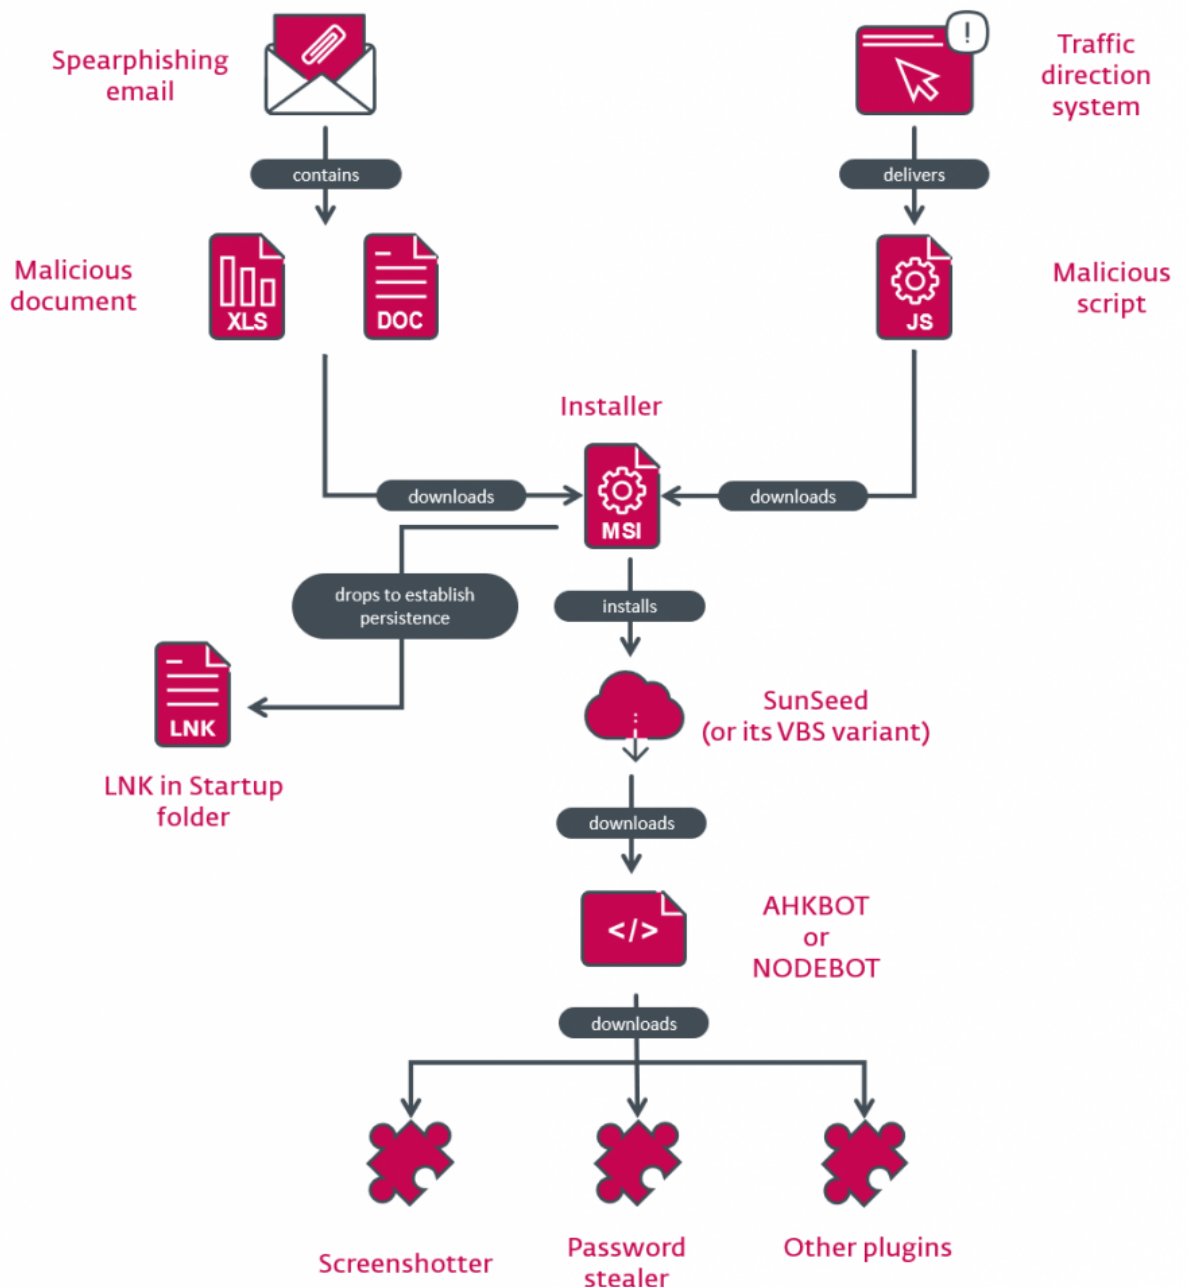 Spearphishing
email
Traffic
direction
system
!
contains
delivers
Malicious
document
XLS
DOC
JS
Malicious
script
Installer
downloads
downloads
MSI
drops to establish
persistence
installs
LNK
LNK in Startup
folder
SunSeed
(or its VBS variant)
downloads
</>
AHKBOT
or
NODEBOT
downloads
Screenshotter
Password
stealer
Other plugins